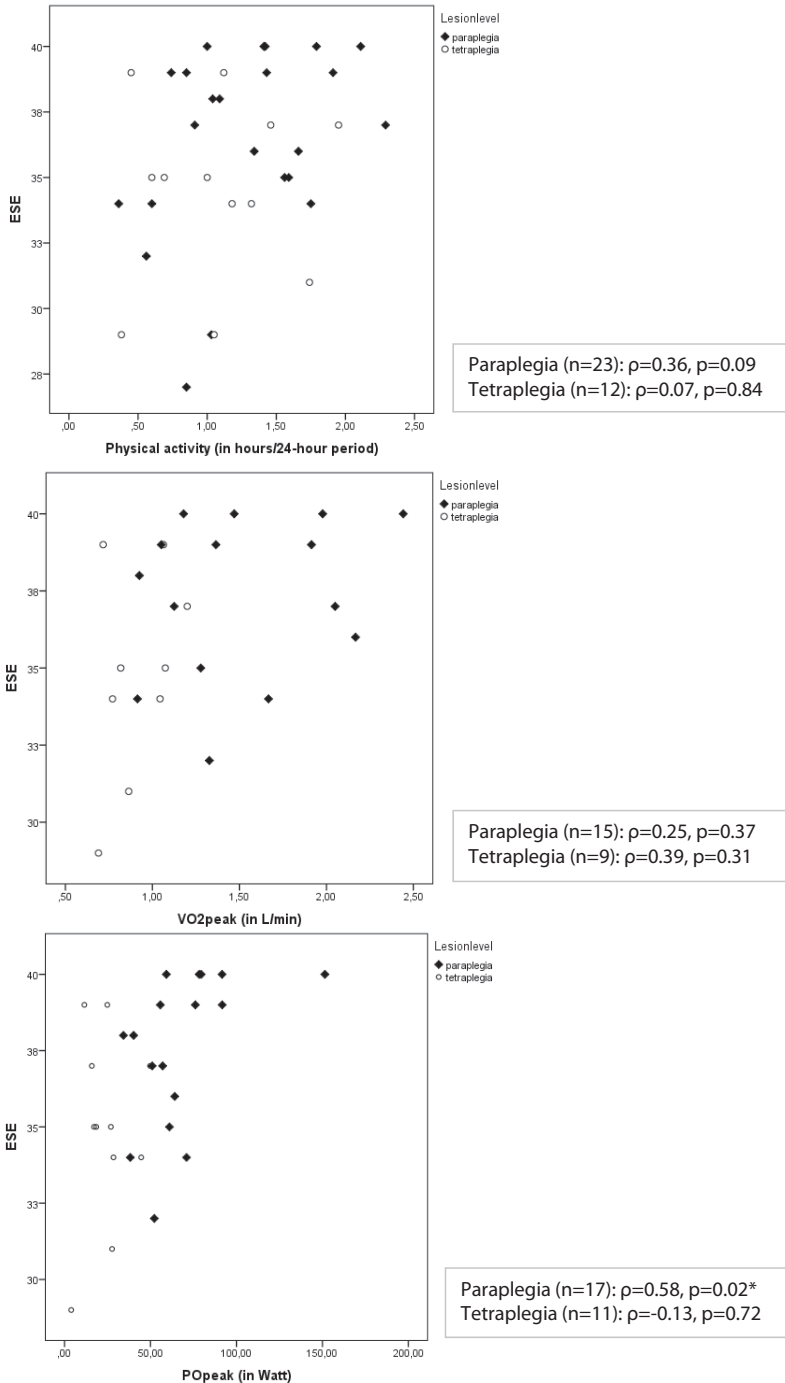 Lesionlevel
paraplegia
tetraplegia
40
38
35
33
30
28
ESE
,00
,50
1,00
1,50
2,00
2,50
Physical activity (in hours/24-hour period)
Paraplegia (n=23): ρ=0.36, p=0.09
Tetraplegia (n=12): ρ=0.07, p=0.84
Lesionlevel
paraplegia
tetraplegia
40
38
35
33
30
ESE
,50
1,00
1,50
2,00
2,50
VO2peak (in L/min)
Paraplegia (n=15): ρ=0.25, p=0.37
Tetraplegia (n=9): ρ=0.39, p=0.31
Lesionlevel
paraplegia
tetraplegia
40
38
35
33
30
ESE
,00
50,00
100,00
150,00
200,00
POpeak (in Watt)
Paraplegia (n=17): ρ=0.58, p=0.02*
Tetraplegia (n=11): ρ=-0.13, p=0.72